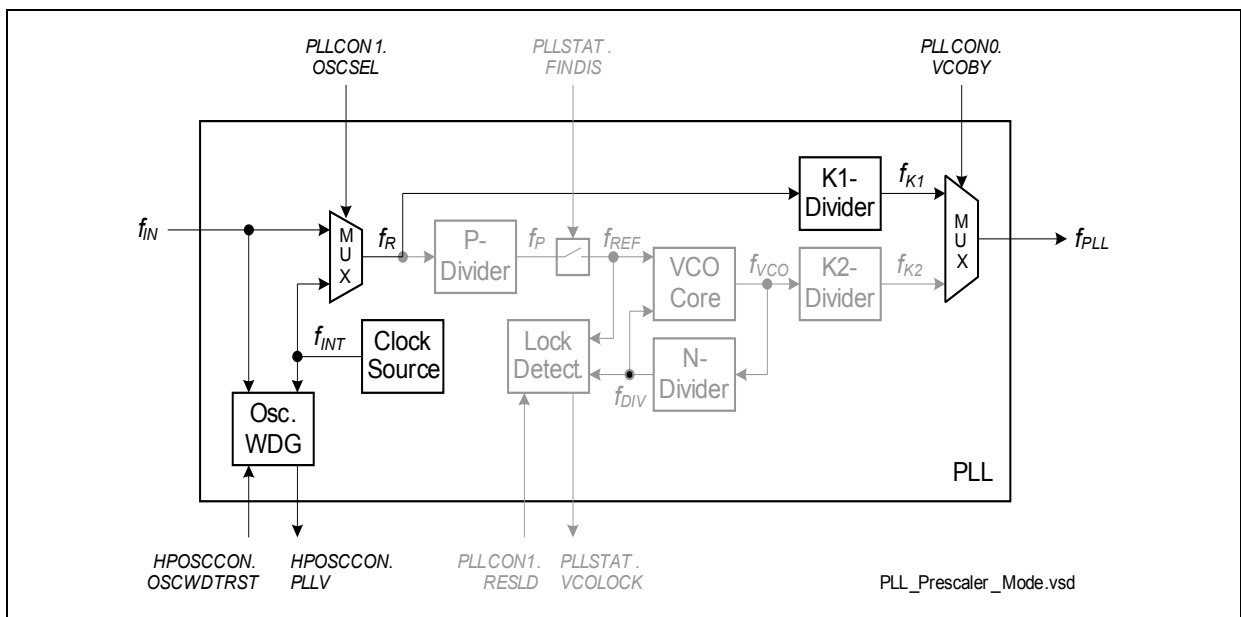 PLLCON1.
OSCSEL
PLLSTAT.
FINDIS
PLLCON0.
VCOBY
K1-
Divider
fK1
fIN
MUX
fR
P-
Divider
fP
fREF
VCO
Core
fVCO
K2-
Divider
fK2
MUX
fPLL
fINT
Clock
Source
Lock
Detect.
fDIV
N-
Divider
Osc.
WDG
PLL
HPOSCCON.
OSCWDTRST
HPOSCCON.
PLLV
PLLCON1.
RESLD
PLLSTAT.
VCOLOCK
PLL_Prescaler_Mode.vsd